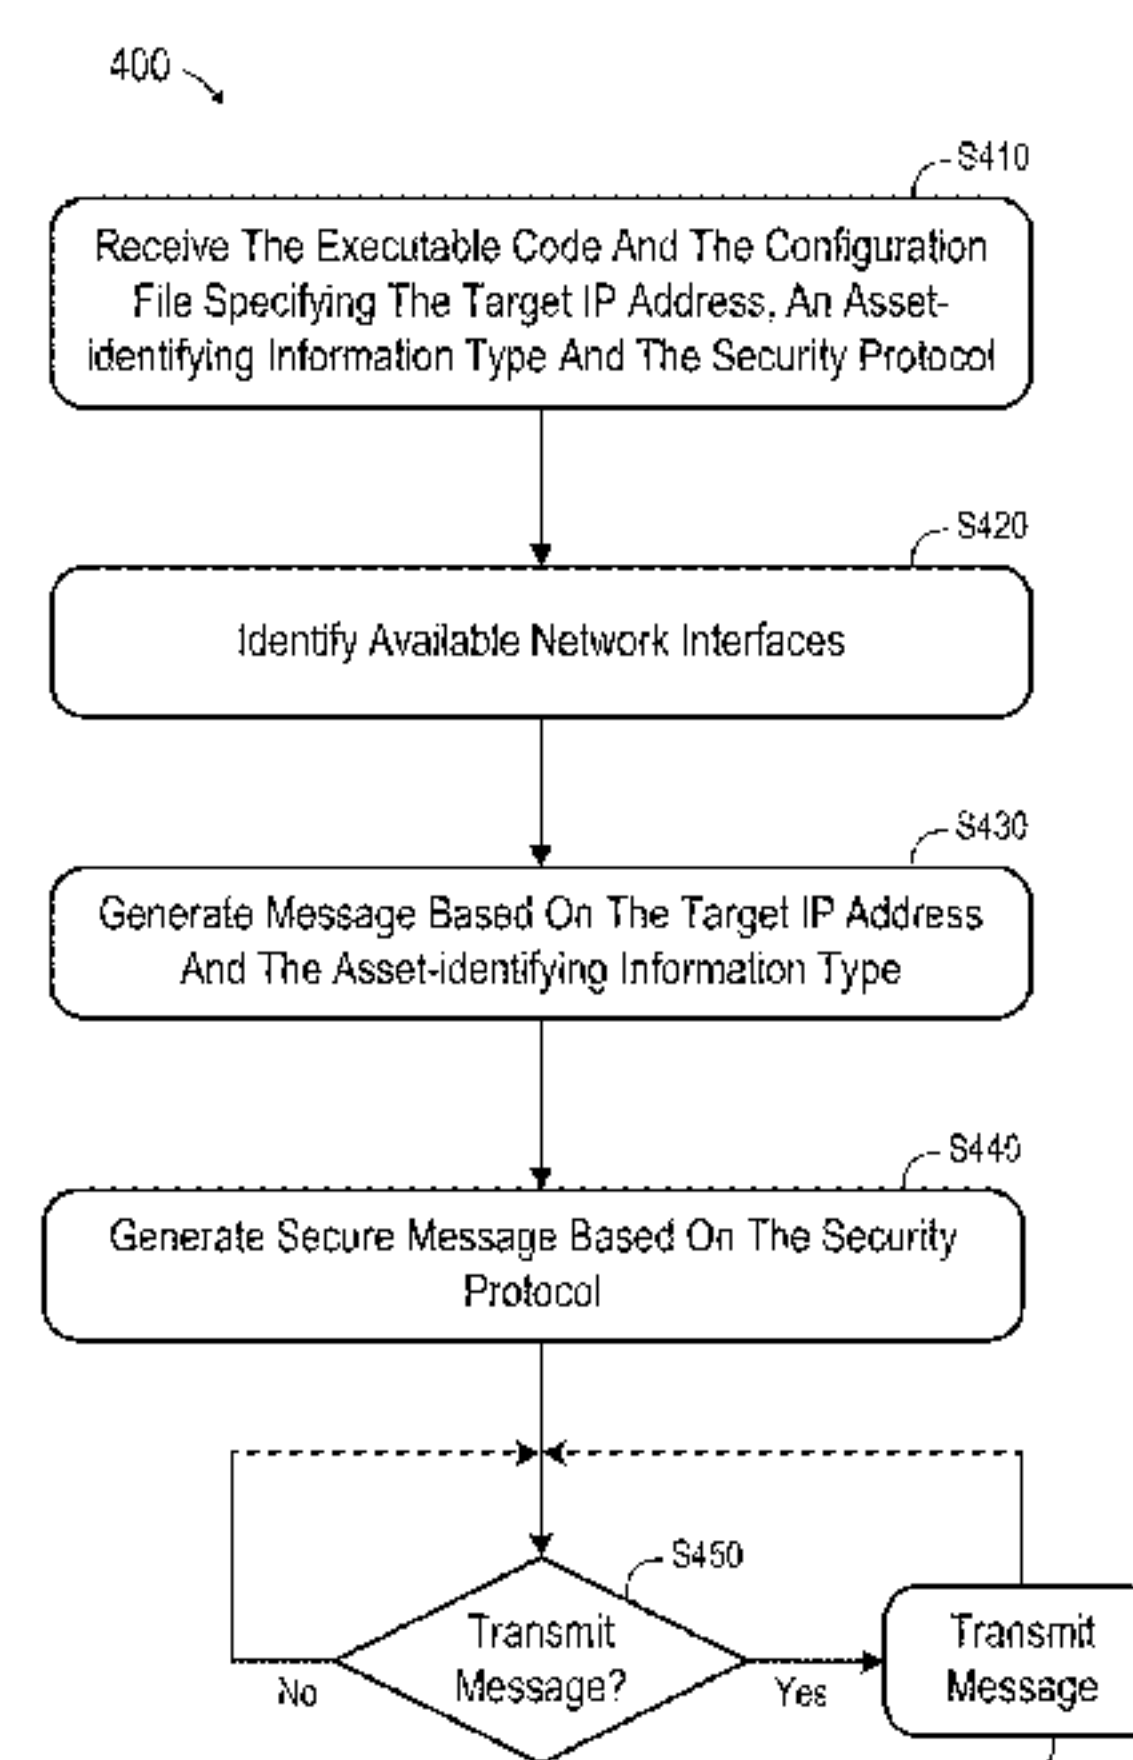 400
S410
Receive The Executable Code And The Configuration
File Specifying The Target IP Address, An Asset-
identifying Information Type And The Security Protocol
S420
Identify Available Network Interfaces
S430
Generate Message Based On The Target IP Address
And The Asset-identifying Information Type
S440
Generate Secure Message Based On The Security
Protocol
S450
Transmit
Message?
No
Yes
Transmit
Message